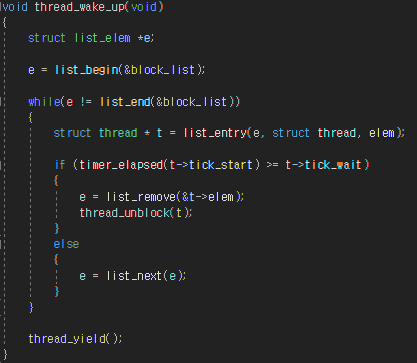 void thread_wake_up(void)
{
    struct list_elem *e;

    e = list_begin(&block_list);

    while(e != list_end(&block_list))
    {
        struct thread * t = list_entry(e, struct thread, elem);

        if (timer_elapsed(t->tick_start) >= t->tick_wait)
        {
            e = list_remove(&t->elem);
            thread_unblock(t);
        }
        else
        {
            e = list_next(e);
        }
    }

    thread_yield();
}